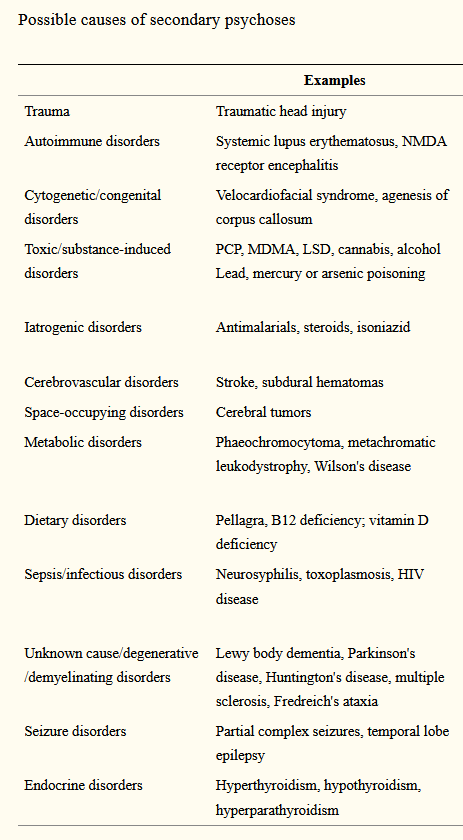 Possible causes of secondary psychoses
Examples
Trauma Traumatic head injury
Autoimmune disorders Systemic lupus erythematosus, NMDA
receptor encephalitis
Cytogenetic/congenital Velocardiofacial syndrome, agenesis of
disorders corpus callosum
Toxic/substance-induced PCP, MDMA, LSD, cannabis, alcohol
disorders Lead, mercury or arsenic poisoning
Iatrogenic disorders Antimalarials, steroids, isoniazid
Cerebrovascular disorders Stroke, subdural hematomas
Space-occupying disorders Cerebral tumors
Metabolic disorders Phaeochromocytoma, metachromatic
leukodystrophy, Wilson's disease
Dietary disorders Pellagra, B12 deficiency; vitamin D
deficiency
Sepsis/infectious disorders Neurosyphilis, toxoplasmosis, HIV
disease
Unknown cause/degenerative Lewy body dementia, Parkinson's
/demyelinating disorders disease, Huntington's disease, multiple
sclerosis, Fredreich's ataxia
Seizure disorders Partial complex seizures, temporal lobe
epilepsy
Endocrine disorders Hyperthyroidism, hypothyroidism,
hyperparathyroidism